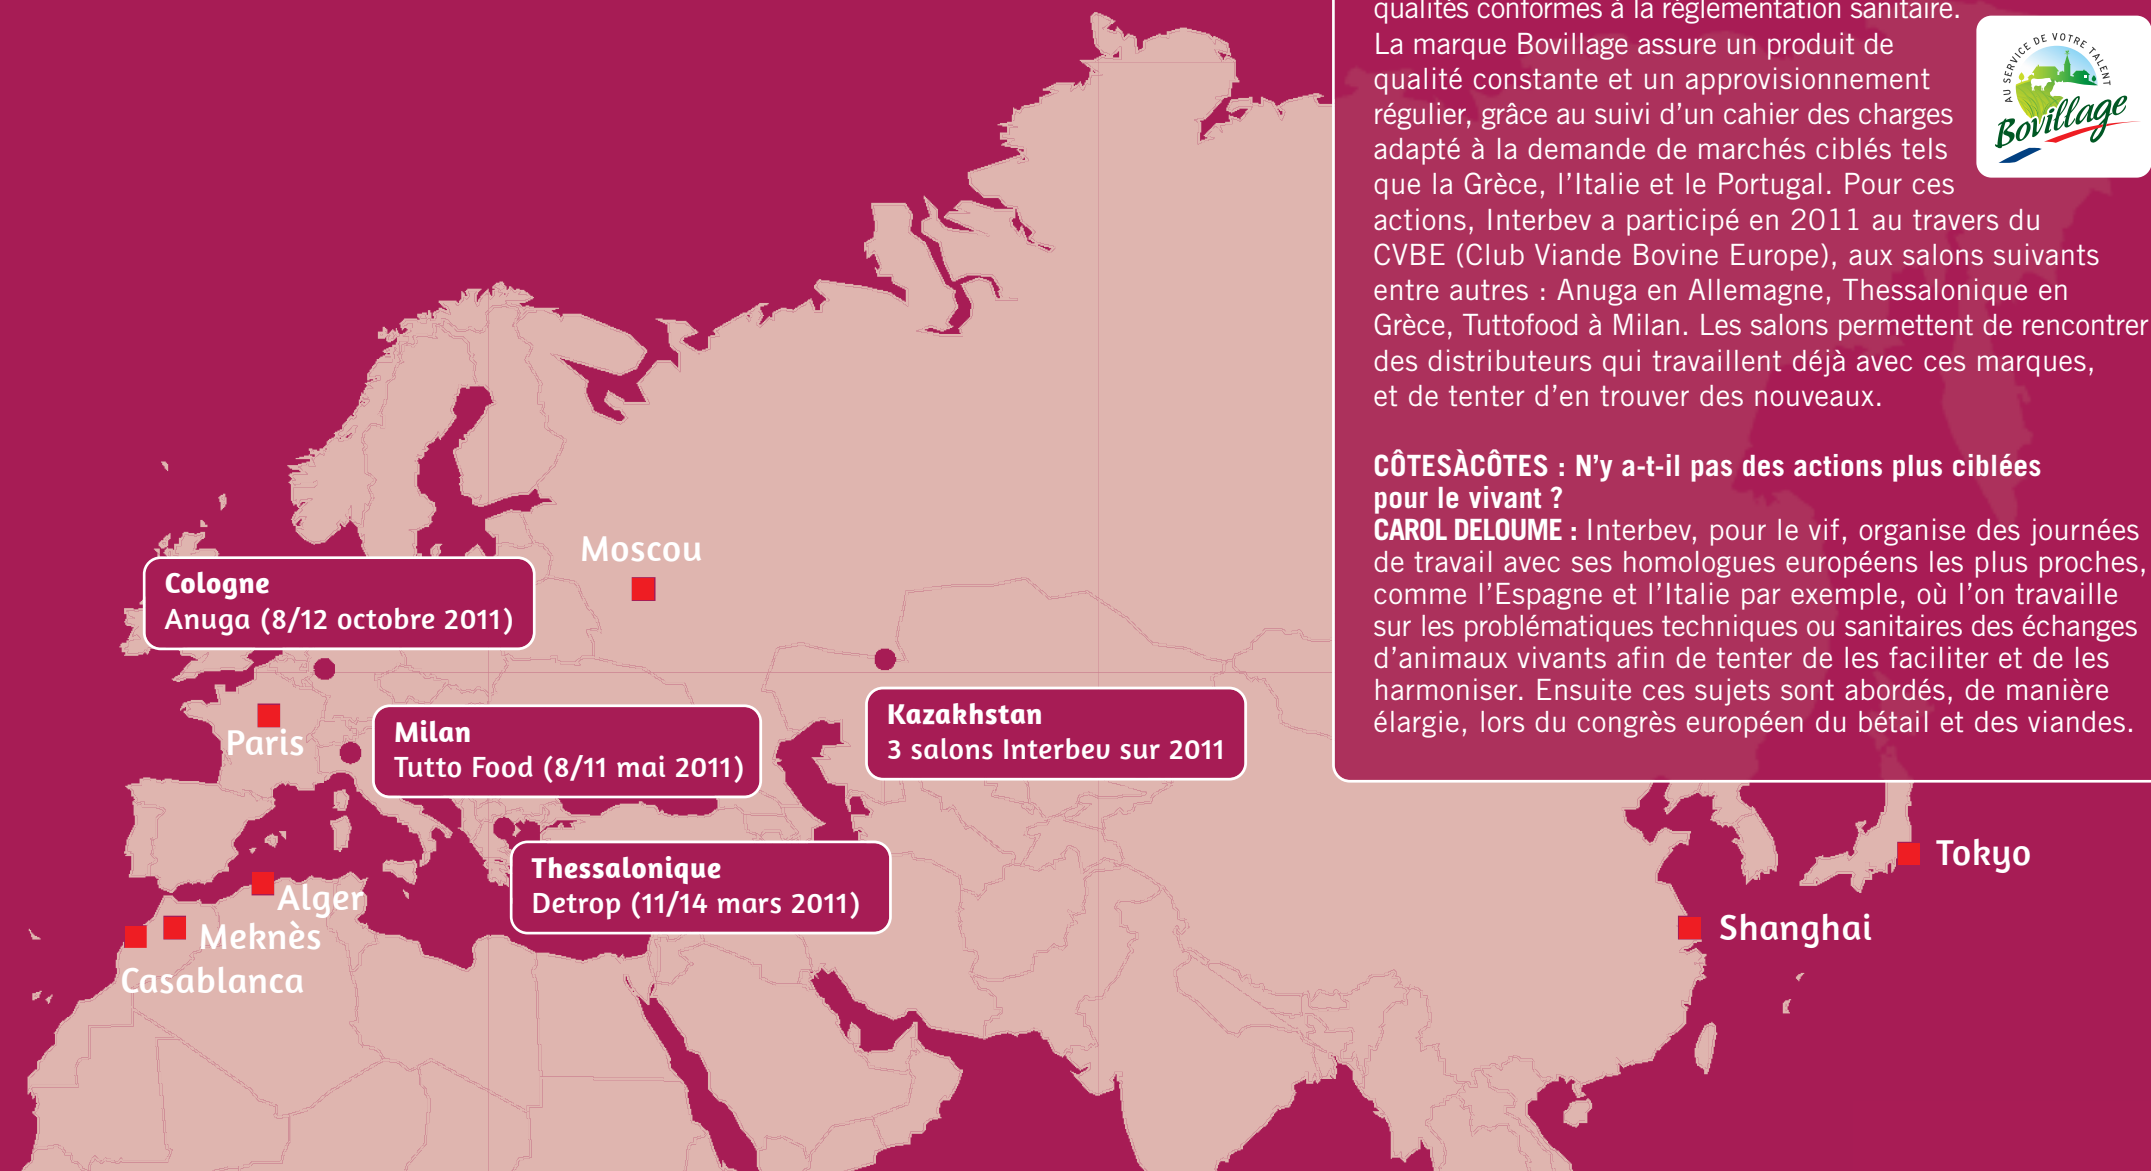 qualités conformes à la réglementation sanitaire.
La marque Bovillage assure un produit de
qualité constante et un approvisionnement
régulier, grâce au suivi d’un cahier des charges
adapté à la demande de marchés ciblés tels
que la Grèce, l’Italie et le Portugal. Pour ces
actions, Interbev a participé en 2011 au travers du
CVBE (Club Viande Bovine Europe), aux salons suivants
entre autres : Anuga en Allemagne, Thessalonique en
Grèce, Tuttofood à Milan. Les salons permettent de rencontrer
des distributeurs qui travaillent déjà avec ces marques,
et de tenter d’en trouver des nouveaux.
CÔTESÀCÔTES : N’y a-t-il pas des actions plus ciblées
pour le vivant ?
CAROL DELOUME : Interbev, pour le vif, organise des journées
de travail avec ses homologues européens les plus proches,
comme l’Espagne et l’Italie par exemple, où l’on travaille
sur les problématiques techniques ou sanitaires des échanges
d’animaux vivants afin de tenter de les faciliter et de les
harmoniser. Ensuite ces sujets sont abordés, de manière
élargie, lors du congrès européen du bétail et des viandes.
AU SERVICE DE VOTRE TALENT
Bovillage
Moscou
Cologne
Anuga (8/12 octobre 2011)
Paris
Milan
Tutto Food (8/11 mai 2011)
Kazakhstan
3 salons Interbev sur 2011
Thessalonique
Detrop (11/14 mars 2011)
Alger
Meknès
Casablanca
Tokyo
Shanghai